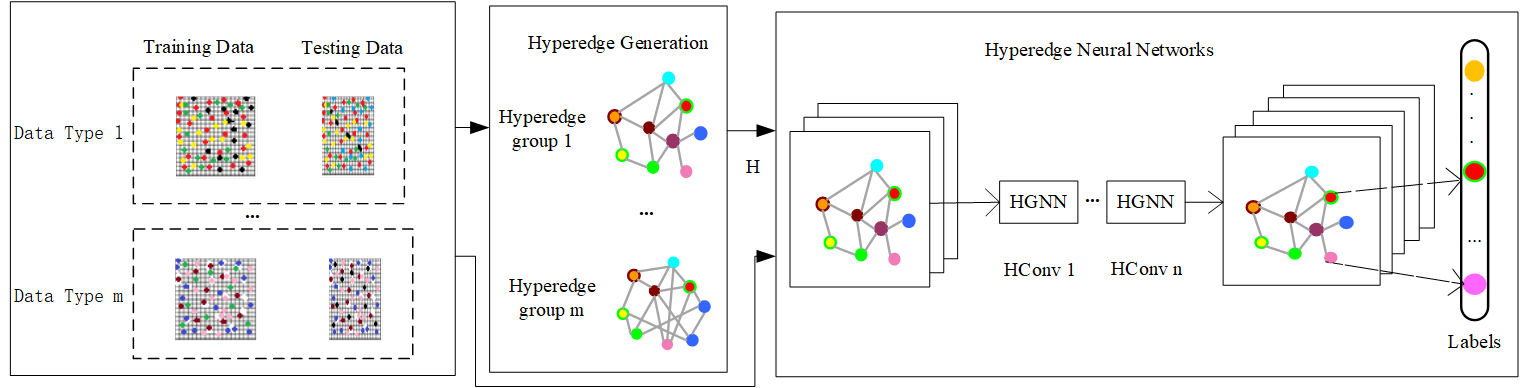 Training Data
Testing Data
Data Type 1
...
Data Type m
Hyperedge Generation
Hyperedge
group 1
...
Hyperedge
group m
H
Hyperedge Neural Networks
HGNN
...
HGNN
HConv 1
HConv n
...
Labels